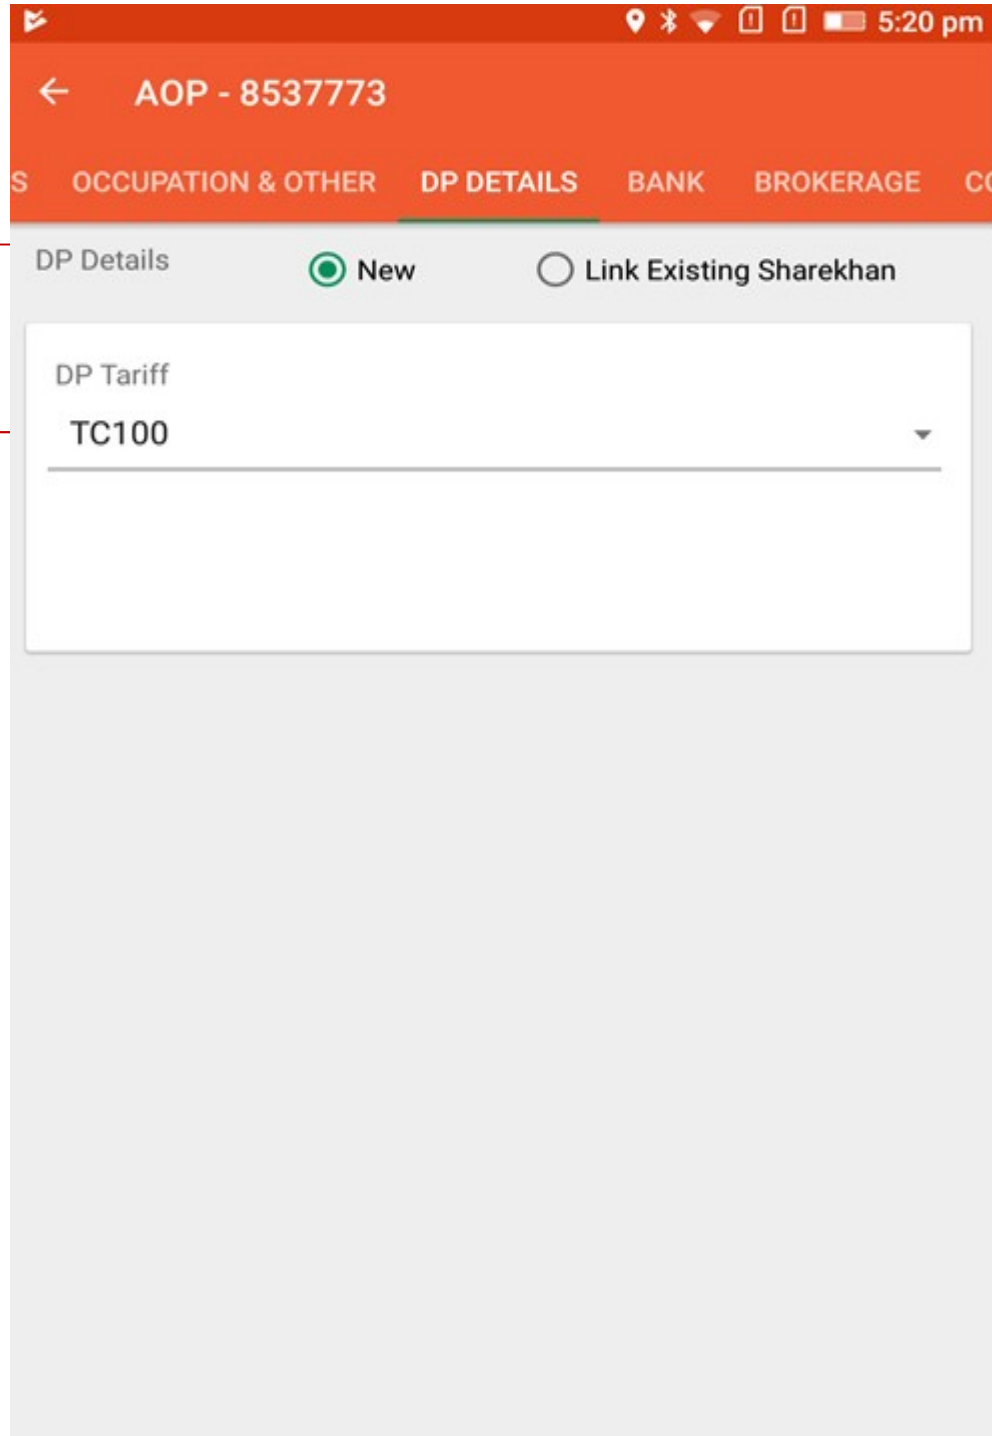 5:20 pm
AOP - 8537773
S OCCUPATION & OTHER DP DETAILS BANK BROKERAGE CO
DP Details New Link Existing Sharekhan
DP Tariff
TC100